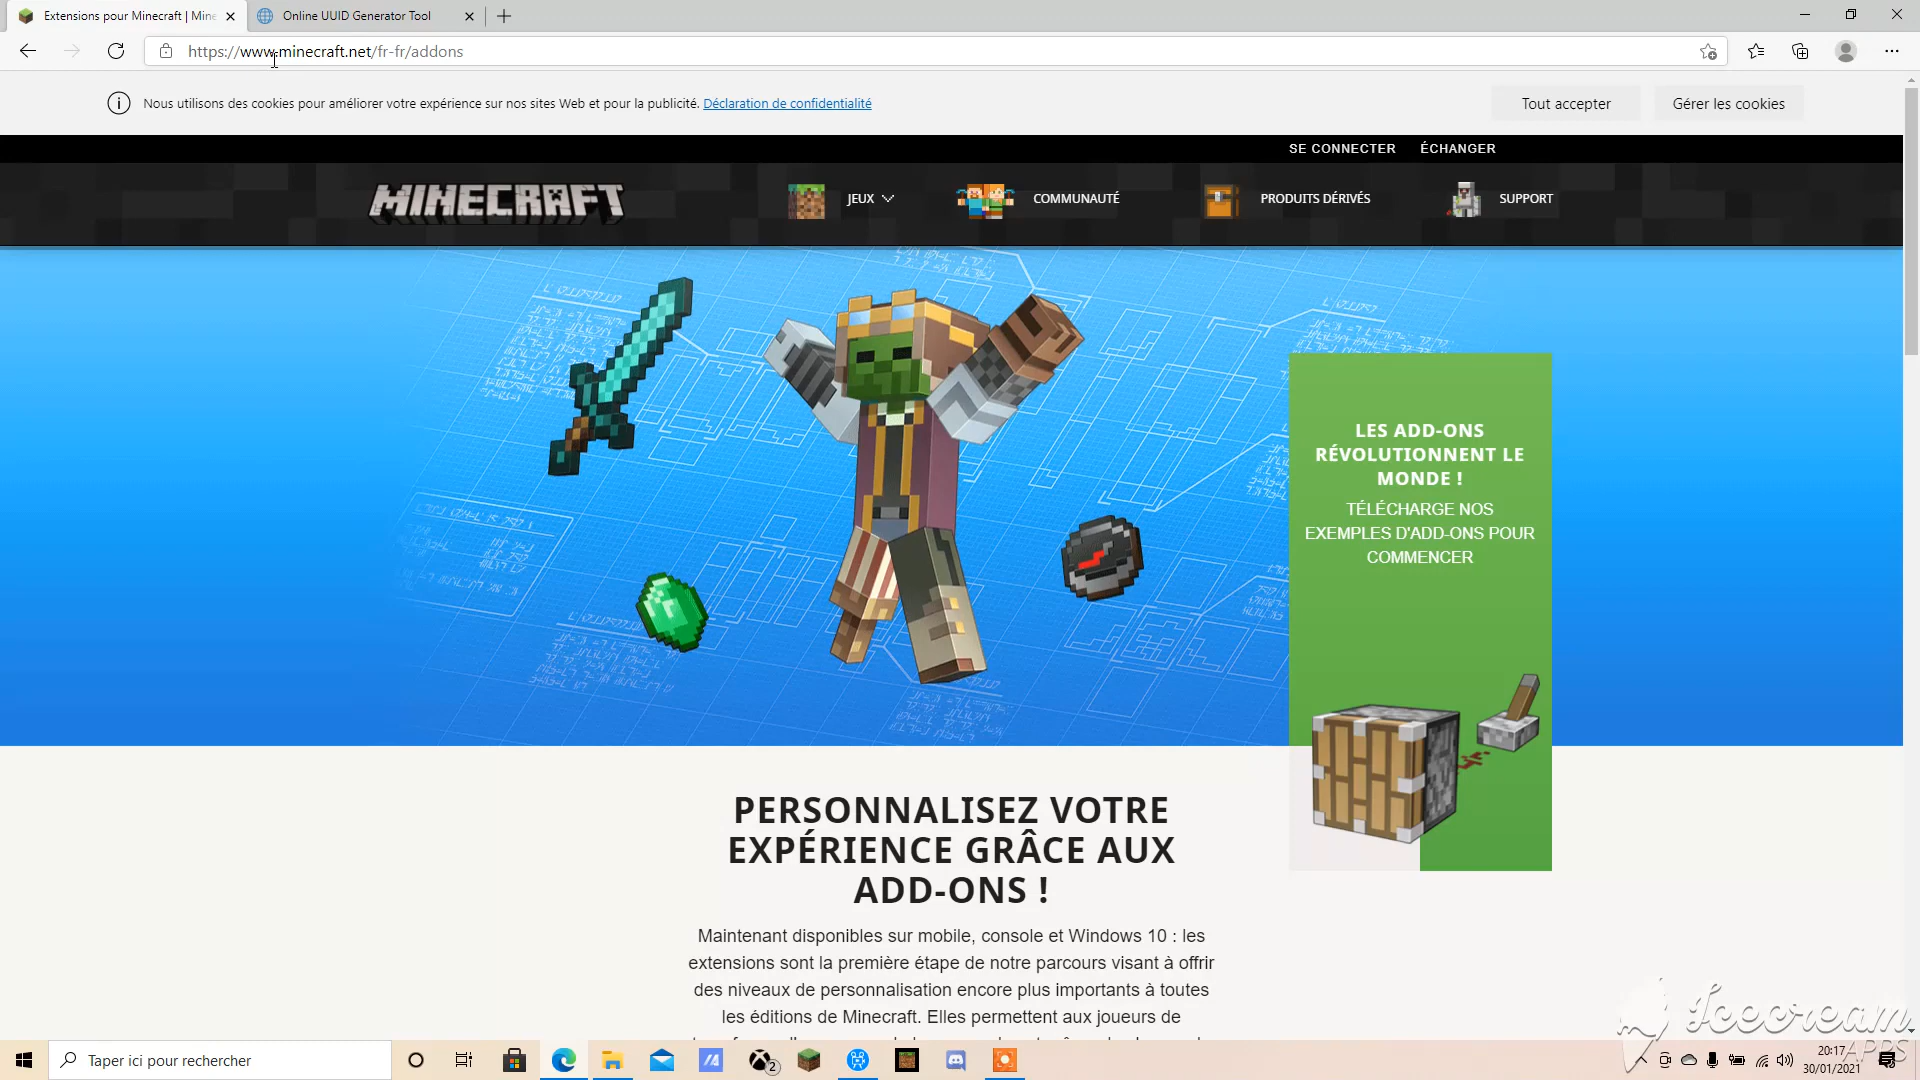 Extensions pour Minecraft | Mine
Online UUID Generator Tool
https://www.minecraft.net/fr-fr/addons
Nous utilisons des cookies pour améliorer votre expérience sur nos sites Web et pour la publicité. Déclaration de confidentialité
Tout accepter
Gérer les cookies
SE CONNECTER
ÉCHANGER
MINECRAFT
JEUX
COMMUNAUTÉ
PRODUITS DÉRIVÉS
SUPPORT
LES ADD-ONS
RÉVOLUTIONNENT LE
MONDE !
TÉLÉCHARGE NOS
EXEMPLES D'ADD-ONS POUR
COMMENCER
PERSONNALISEZ VOTRE
EXPÉRIENCE GRÂCE AUX
ADD-ONS !
Maintenant disponibles sur mobile, console et Windows 10 : les
extensions sont la première étape de notre parcours visant à offrir
des niveaux de personnalisation encore plus importants à toutes
les éditions de Minecraft. Elles permettent aux joueurs de
Icecream
APPS
Taper ici pour rechercher
2
20:17
30/01/2021